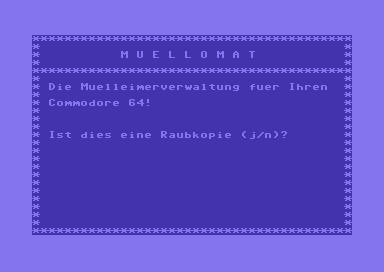 M U E L L O M A T
Die Muelleimerverwaltung fuer Ihren
Commodore 64!
Ist dies eine Raubkopie (j/n)?